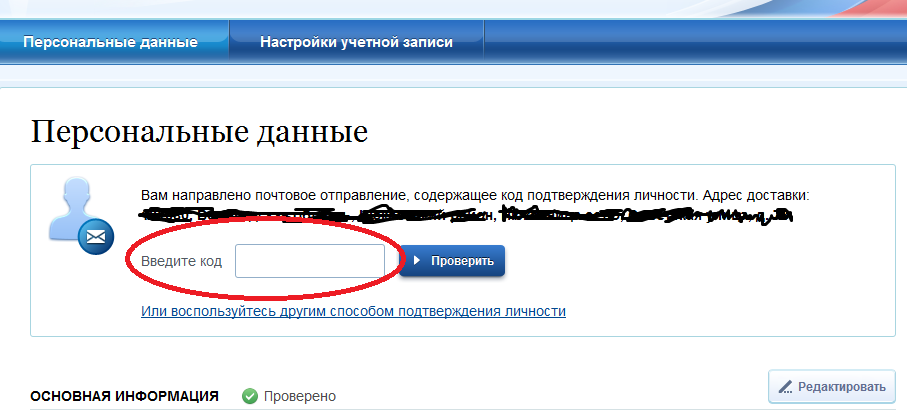 Персональные данные
Настройки учетной записи
Персональные данные
Вам направлено почтовое отправление, содержащее код подтверждения личности. Адрес доставки:
Введите код
Проверить
Или воспользуйтесь другим способом подтверждения личности
ОСНОВНАЯ ИНФОРМАЦИЯ
Проверено
Редактировать